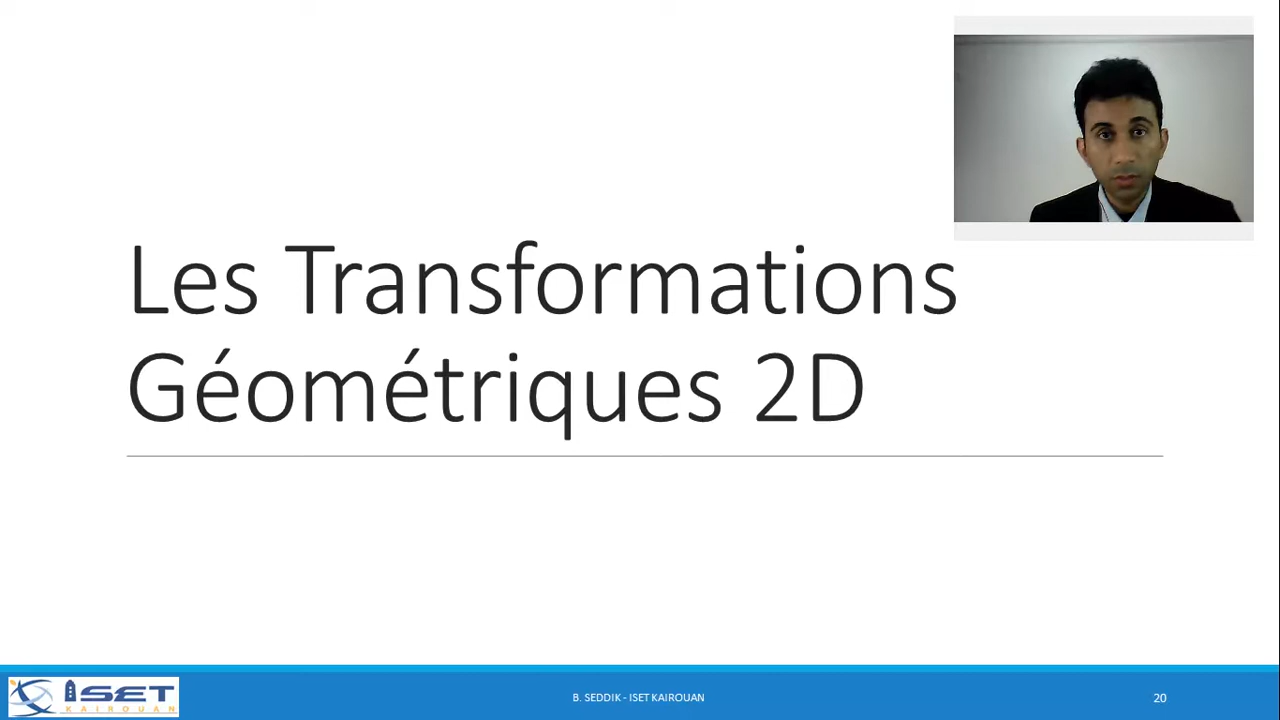 Les Transformations
Géométriques 2D
ISET
KAIROUAN
B. SEDDIK - ISET KAIROUAN
20